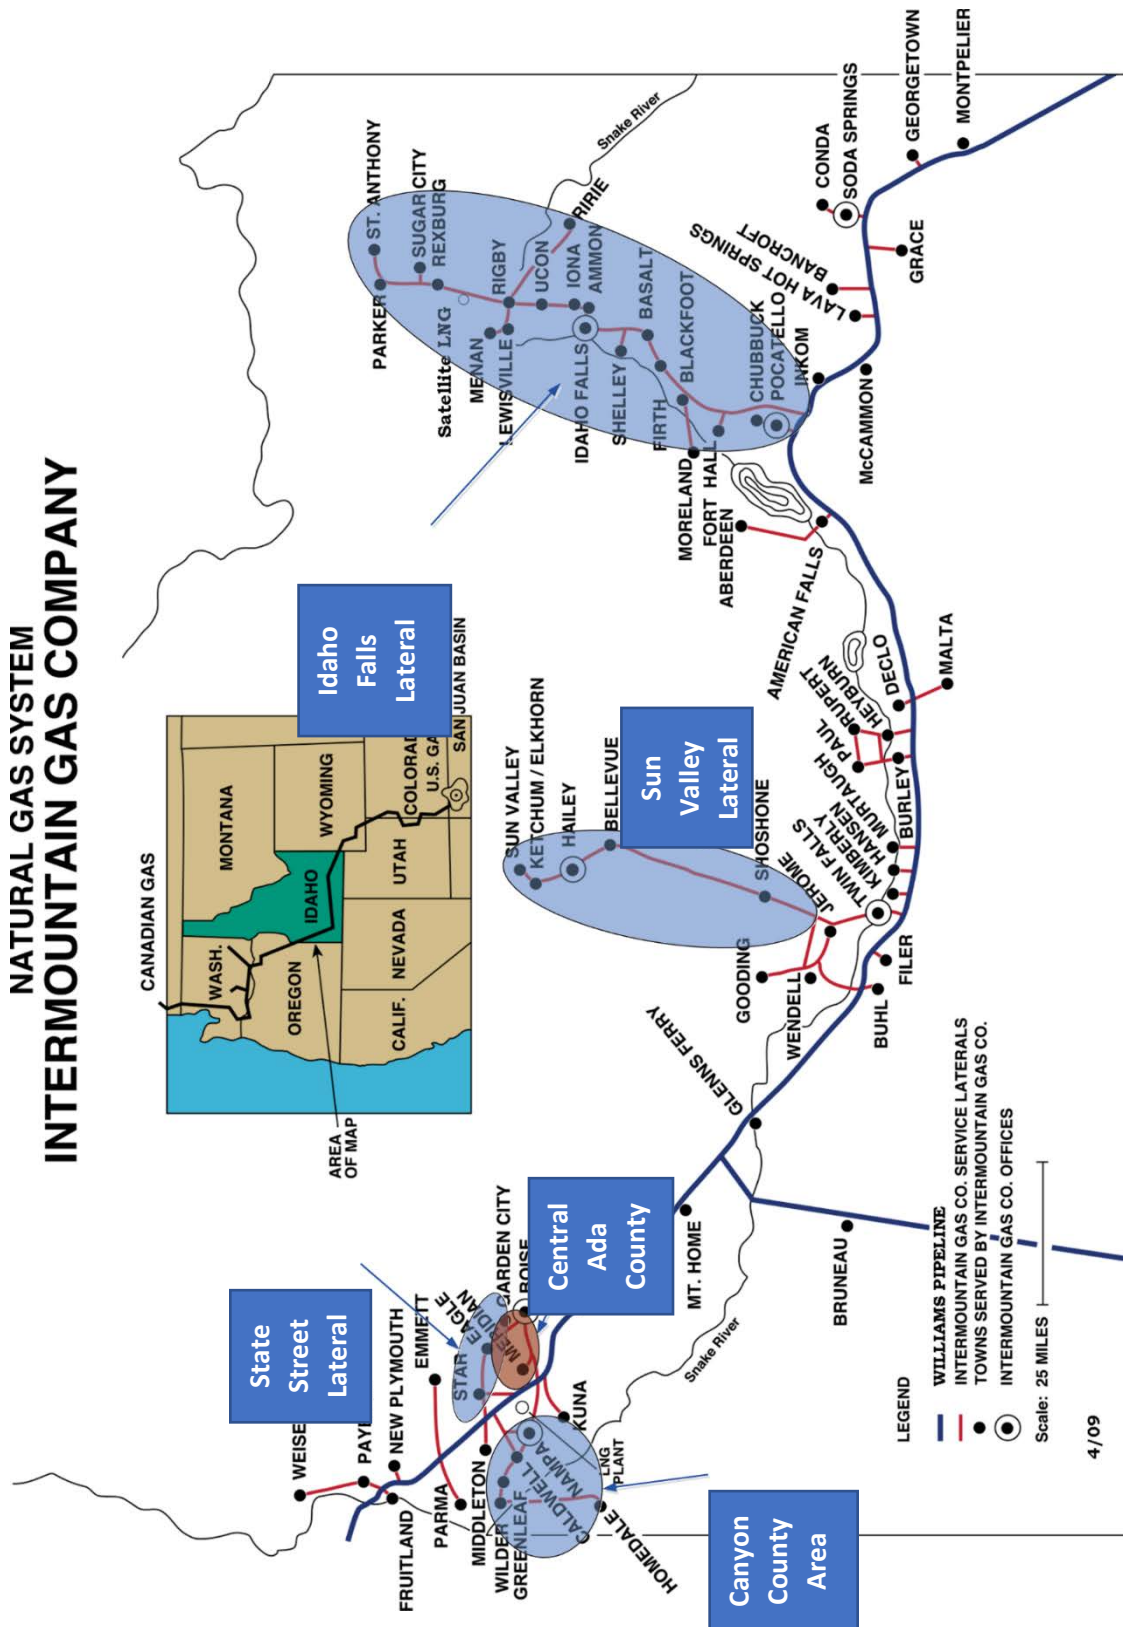 NATURAL GAS SYSTEM
INTERMOUNTAIN GAS COMPANY
CANADIAN GAS
WASH.
MONTANA
OREGON
IDAHO
WYOMING
CALIF.
NEVADA
UTAH
COLORAD
U.S. GA
SAN JUAN BASIN
AREA
OF MAP
State
Street
Lateral
Central
Ada
County
Canyon
County
Area
Sun
Valley
Lateral
Idaho
Falls
Lateral
WEISE
PAYE
NEW PLYMOUTH
FRUITLAND
EMMETT
PARMA
MIDDLETON
WILDER
GREENLEAF
CALDWELL
NAMPA
HOMEDALE
LNG
PLANT
KUNA
STAR
EAGLE
MERIDIAN
GARDEN CITY
BOISE
MT. HOME
BRUNEAU
Snake River
GLENNS FERRY
SUN VALLEY
KETCHUM / ELKHORN
HAILEY
BELLEVUE
SHOSHONE
GOODING
WENDELL
JEROME
BUHL
FILER
TWIN FALLS
KIMBERLY
HANSEN
MURTAUGH
BURLEY
PAUL
RUPERT
HEYBURN
DECLO
MALTA
AMERICAN FALLS
ABERDEEN
FORT HALL
MORELAND
ST. ANTHONY
PARKER
SUGAR CITY
REXBURG
Satellite LNG
MENAN
LEWISVILLE
RIGBY
RIRIE
UCON
IONA
AMMON
IDAHO FALLS
SHELLEY
BASALT
FIRTH
BLACKFOOT
CHUBBUCK
POCATELLO
INKOM
McCAMMON
Snake River
LAVA HOT SPRINGS
BANCROFT
CONDA
SODA SPRINGS
GRACE
GEORGETOWN
MONTPELIER
LEGEND
WILLIAMS PIPELINE
INTERMOUNTAIN GAS CO. SERVICE LATERALS
TOWNS SERVED BY INTERMOUNTAIN GAS CO.
INTERMOUNTAIN GAS CO. OFFICES
Scale: 25 MILES
4/09